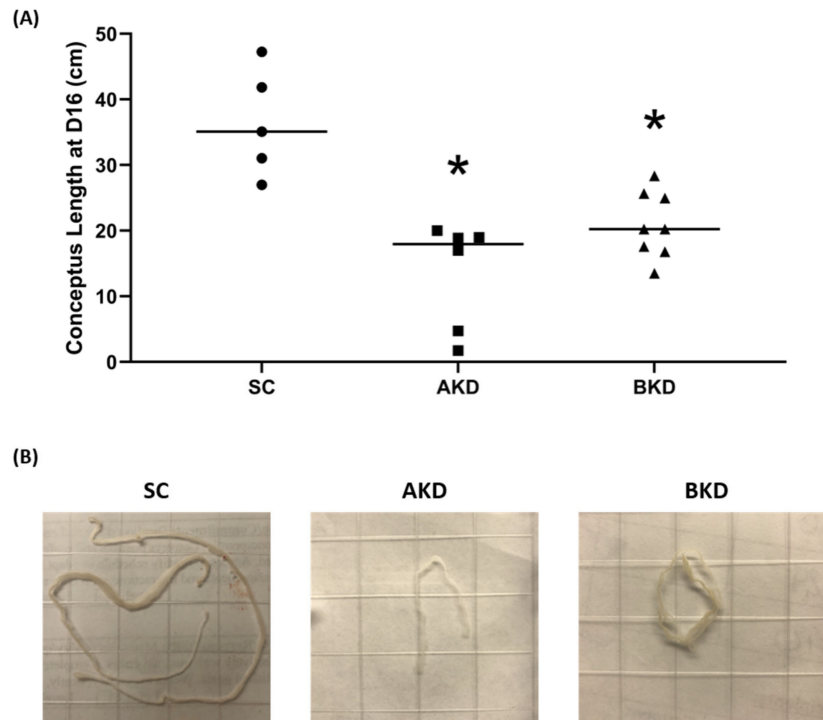 (A)
Conceptus Length at D16 (cm)
50
40
30
20
10
0
*
*
SC
AKD
BKD
(B)
SC
AKD
BKD